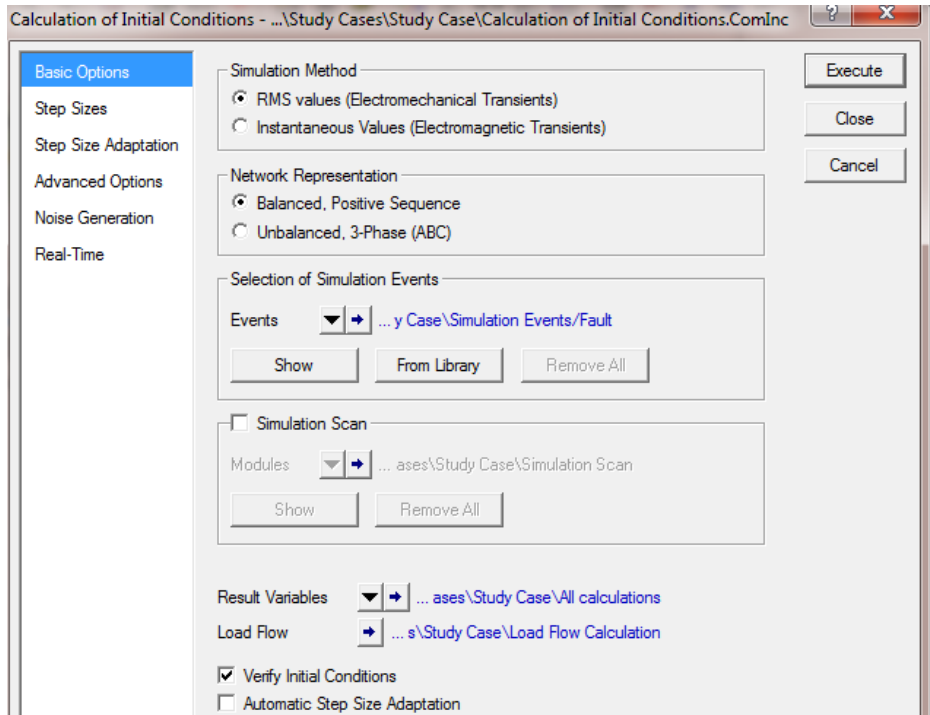 Calculation of Initial Conditions - ...\Study Cases\Study Case\Calculation of Initial Conditions.ComInc
?
Basic Options
Step Sizes
Step Size Adaptation
Advanced Options
Noise Generation
Real-Time
Simulation Method
RMS values (Electromechanical Transients)
Instantaneous Values (Electromagnetic Transients)
Network Representation
Balanced, Positive Sequence
Unbalanced, 3-Phase (ABC)
Selection of Simulation Events
Events ... y Case\Simulation Events/Fault
Show From Library Remove All
Simulation Scan
Modules ... ases\Study Case\Simulation Scan
Show Remove All
Result Variables ... ases\Study Case\All calculations
Load Flow ... s\Study Case\Load Flow Calculation
Verify Initial Conditions
Automatic Step Size Adaptation
Execute
Close
Cancel